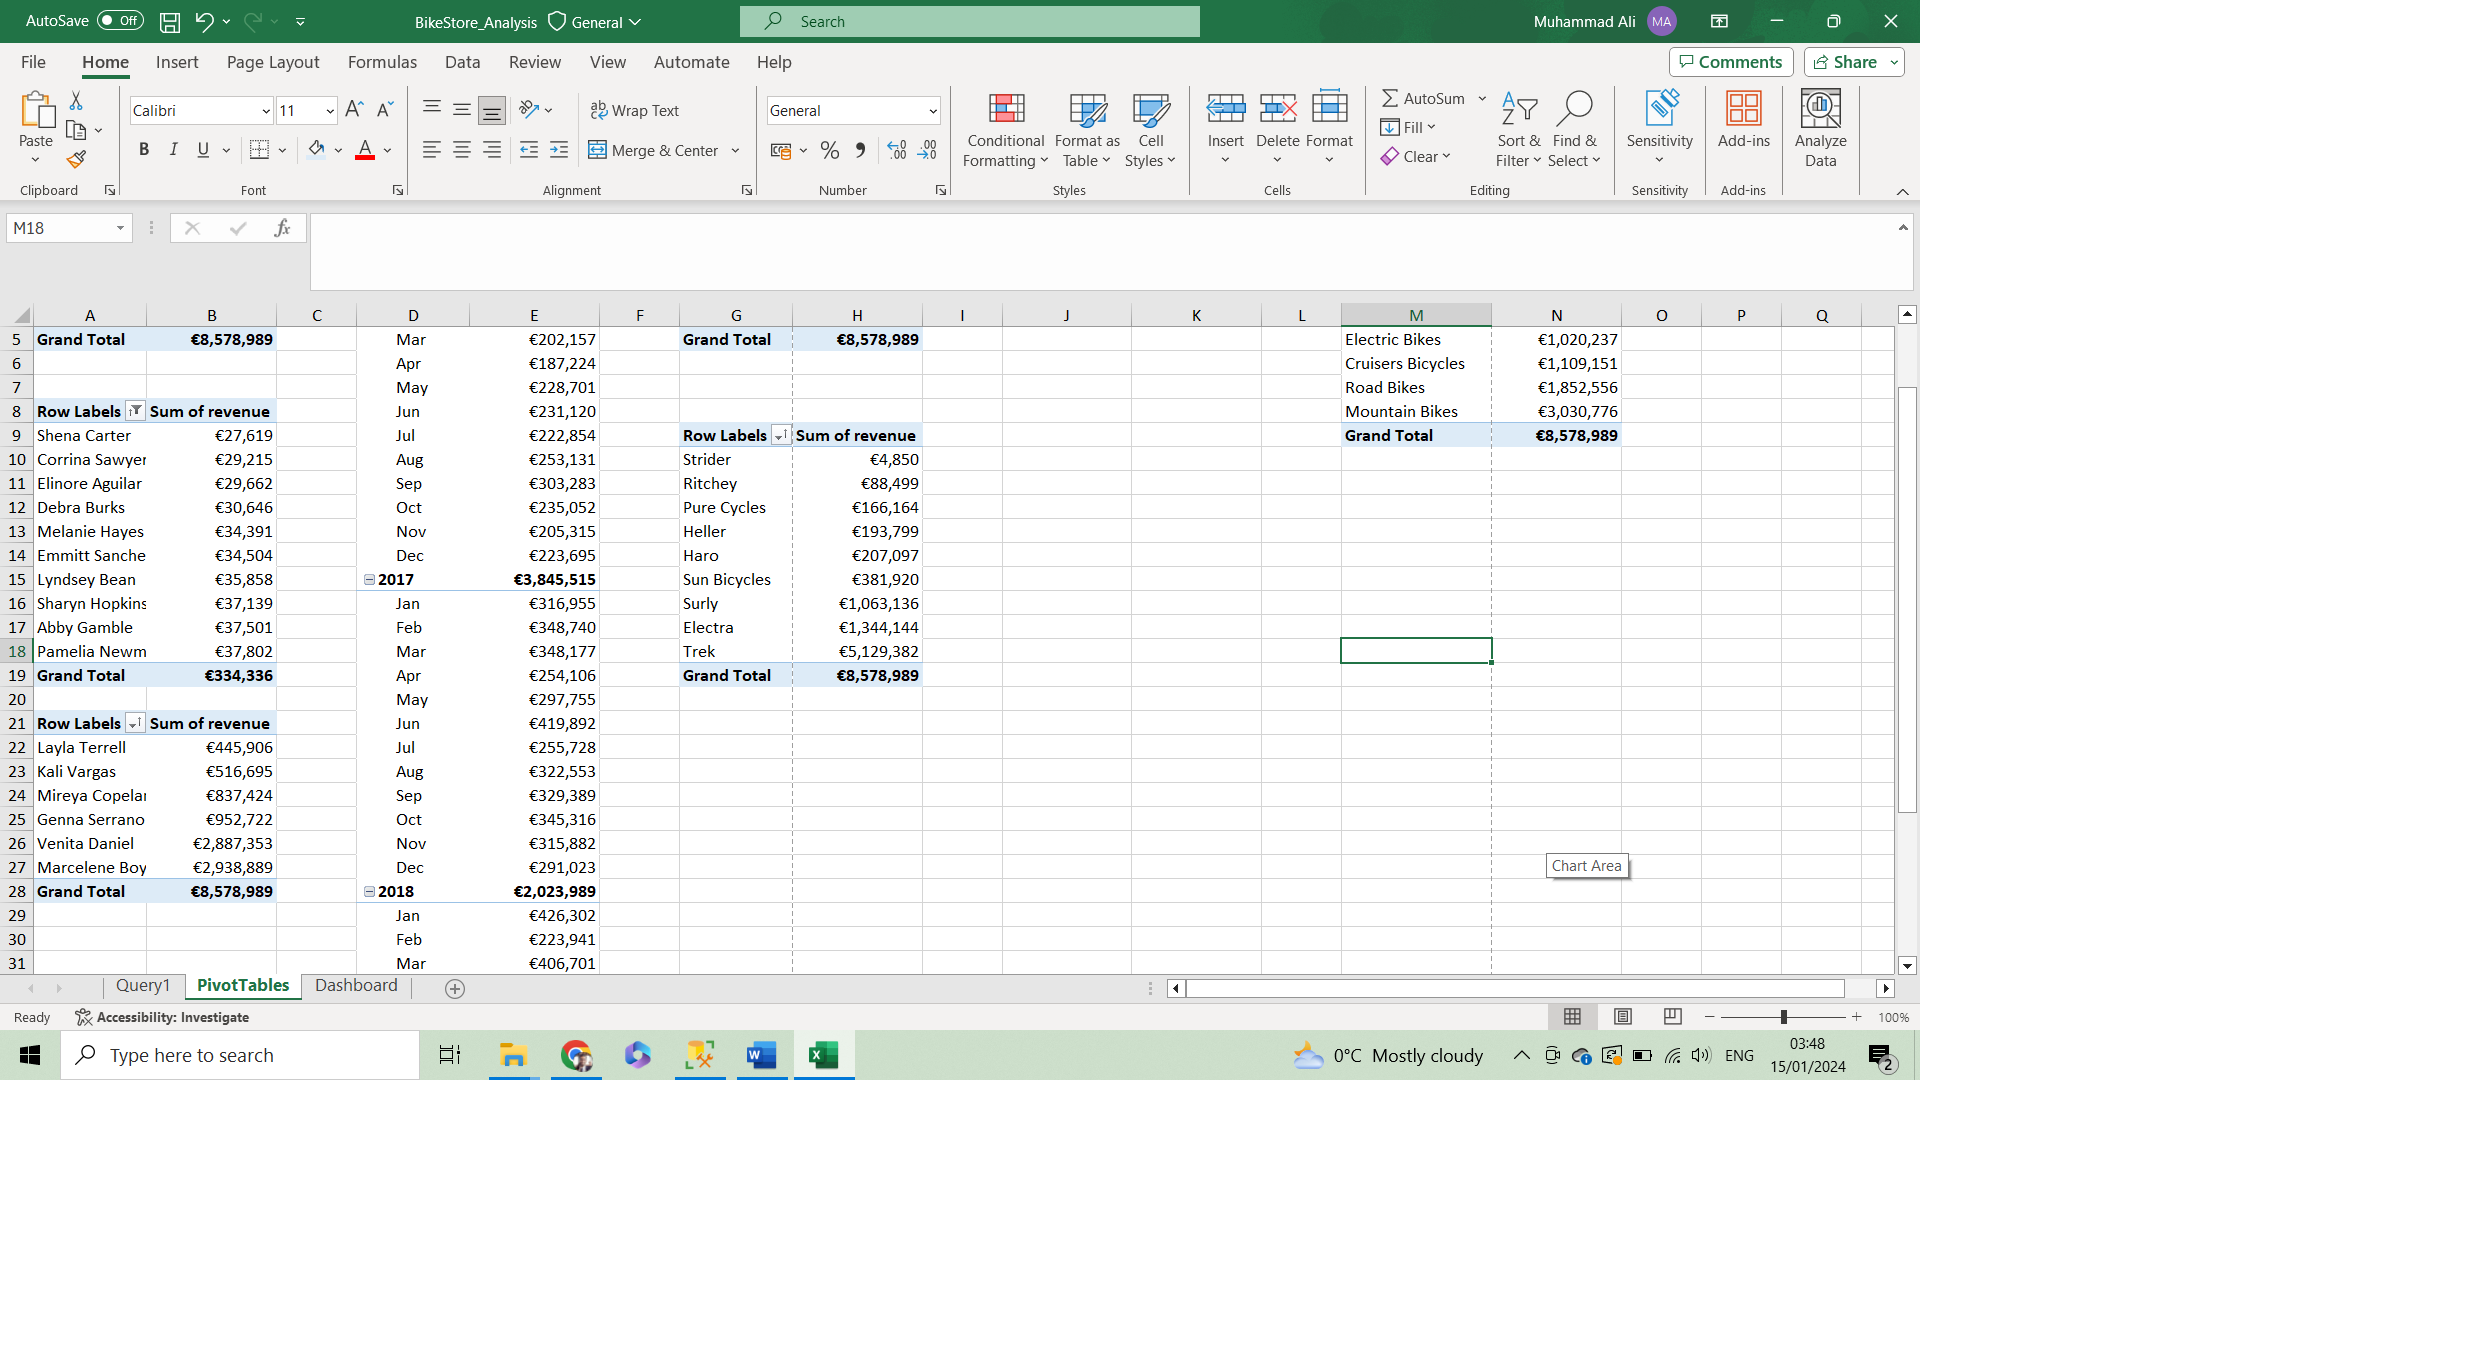 AutoSave Off BikeStore_Analysis General Search Muhammad Ali MA
File Home Insert Page Layout Formulas Data Review View Automate Help Comments Share
Paste Calibri 11 Wrap Text General Conditional Formatting Format as Table Cell Styles Insert Delete Format AutoSum Sort & Filter Find & Select Sensitivity Add-ins Analyze Data
B I U Merge & Center % Fill Clear
Clipboard Font Alignment Number Styles Cells Editing Sensitivity Add-ins
M18 fx
A B C D E F G H I J K L M N O P Q
5 Grand Total €8,578,989 Mar €202,157 Grand Total €8,578,989 Electric Bikes €1,020,237
6 Apr €187,224 Cruisers Bicycles €1,109,151
7 May €228,701 Road Bikes €1,852,556
8 Row Labels Sum of revenue Jun €231,120 Mountain Bikes €3,030,776
9 Shena Carter €27,619 Jul €222,854 Row Labels Sum of revenue Grand Total €8,578,989
10 Corrina Sawyer €29,215 Aug €253,131 Strider €4,850
11 Elinore Aguilar €29,662 Sep €303,283 Ritchey €88,499
12 Debra Burks €30,646 Oct €235,052 Pure Cycles €166,164
13 Melanie Hayes €34,391 Nov €205,315 Heller €193,799
14 Emmitt Sanche €34,504 Dec €223,695 Haro €207,097
15 Lyndsey Bean €35,858 2017 €3,845,515 Sun Bicycles €381,920
16 Sharyn Hopkins €37,139 Jan €316,955 Surly €1,063,136
17 Abby Gamble €37,501 Feb €348,740 Electra €1,344,144
18 Pamelia Newm €37,802 Mar €348,177 Trek €5,129,382
19 Grand Total €334,336 Apr €254,106 Grand Total €8,578,989
20 May €297,755
21 Row Labels Sum of revenue Jun €419,892
22 Layla Terrell €445,906 Jul €255,728
23 Kali Vargas €516,695 Aug €322,553
24 Mireya Copela €837,424 Sep €329,389
25 Genna Serrano €952,722 Oct €345,316
26 Venita Daniel €2,887,353 Nov €315,882
27 Marcelene Boy €2,938,889 Dec €291,023 Chart Area
28 Grand Total €8,578,989 2018 €2,023,989
29 Jan €426,302
30 Feb €223,941
31 Mar €406,701
Query1 PivotTables Dashboard
Ready Accessibility: Investigate 100%
Type here to search 0°C Mostly cloudy ENG 03:48
15/01/2024 2